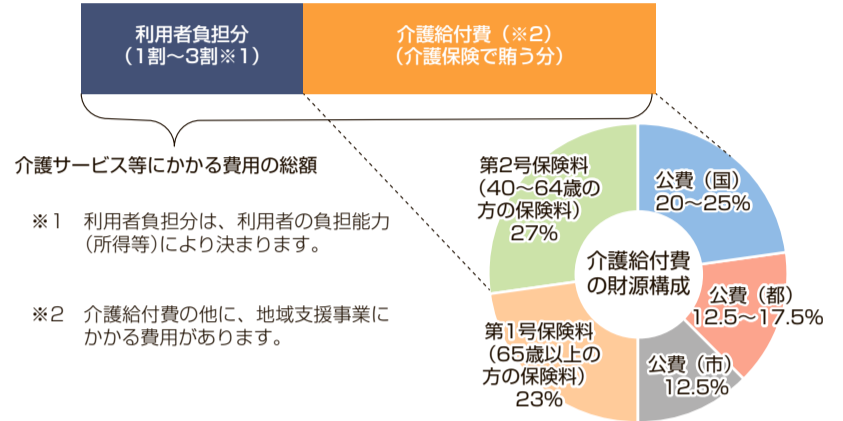 利用者負担分
（1割〜3割※1）
介護給付費（※2）
（介護保険で賄う分）
介護サービス等にかかる費用の総額
※1　利用者負担分は、利用者の負担能力
（所得等）により決まります。
※2　介護給付費の他に、地域支援事業に
かかる費用があります。
第2号保険料
（40〜64歳の
方の保険料）
27%
公費（国）
20〜25%
介護給付費
の財源構成
公費（都）
12.5〜17.5%
第1号保険料
（65歳以上の
方の保険料）
23%
公費（市）
12.5%